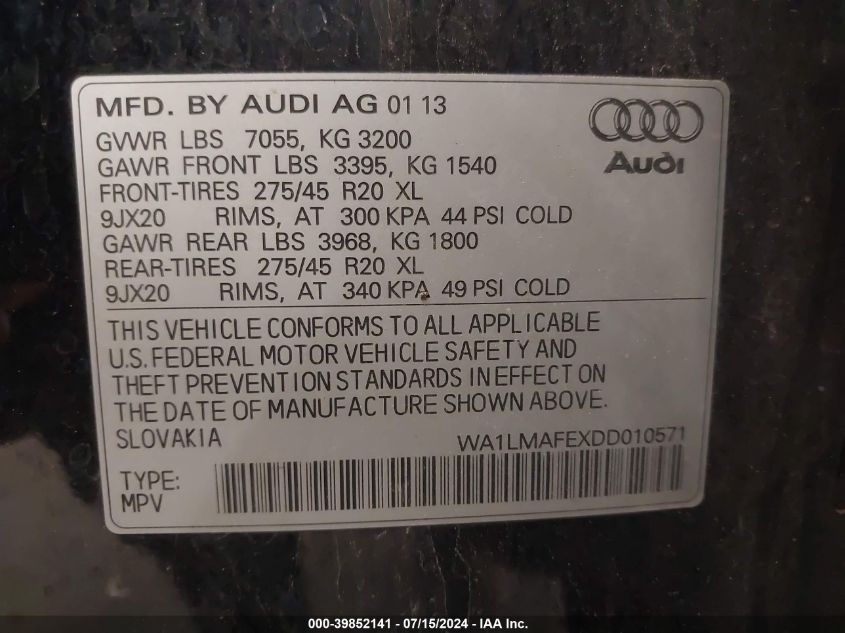 MFD. BY AUDI AG 01 13
GVWR LBS 7055, KG 3200
GAWR FRONT LBS 3395, KG 1540
FRONT-TIRES 275/45 R20 XL
9JX20 RIMS, AT 300 KPA 44 PSI COLD
GAWR REAR LBS 3968, KG 1800
REAR-TIRES 275/45 R20 XL
9JX20 RIMS, AT 340 KPA 49 PSI COLD
Audi
THIS VEHICLE CONFORMS TO ALL APPLICABLE
U.S. FEDERAL MOTOR VEHICLE SAFETY AND
THEFT PREVENTION STANDARDS IN EFFECT ON
THE DATE OF MANUFACTURE SHOWN ABOVE.
SLOVAKIA WA1LMAFEXDD010571
TYPE:
MPV
000-39852141 - 07/15/2024 - IAA Inc.